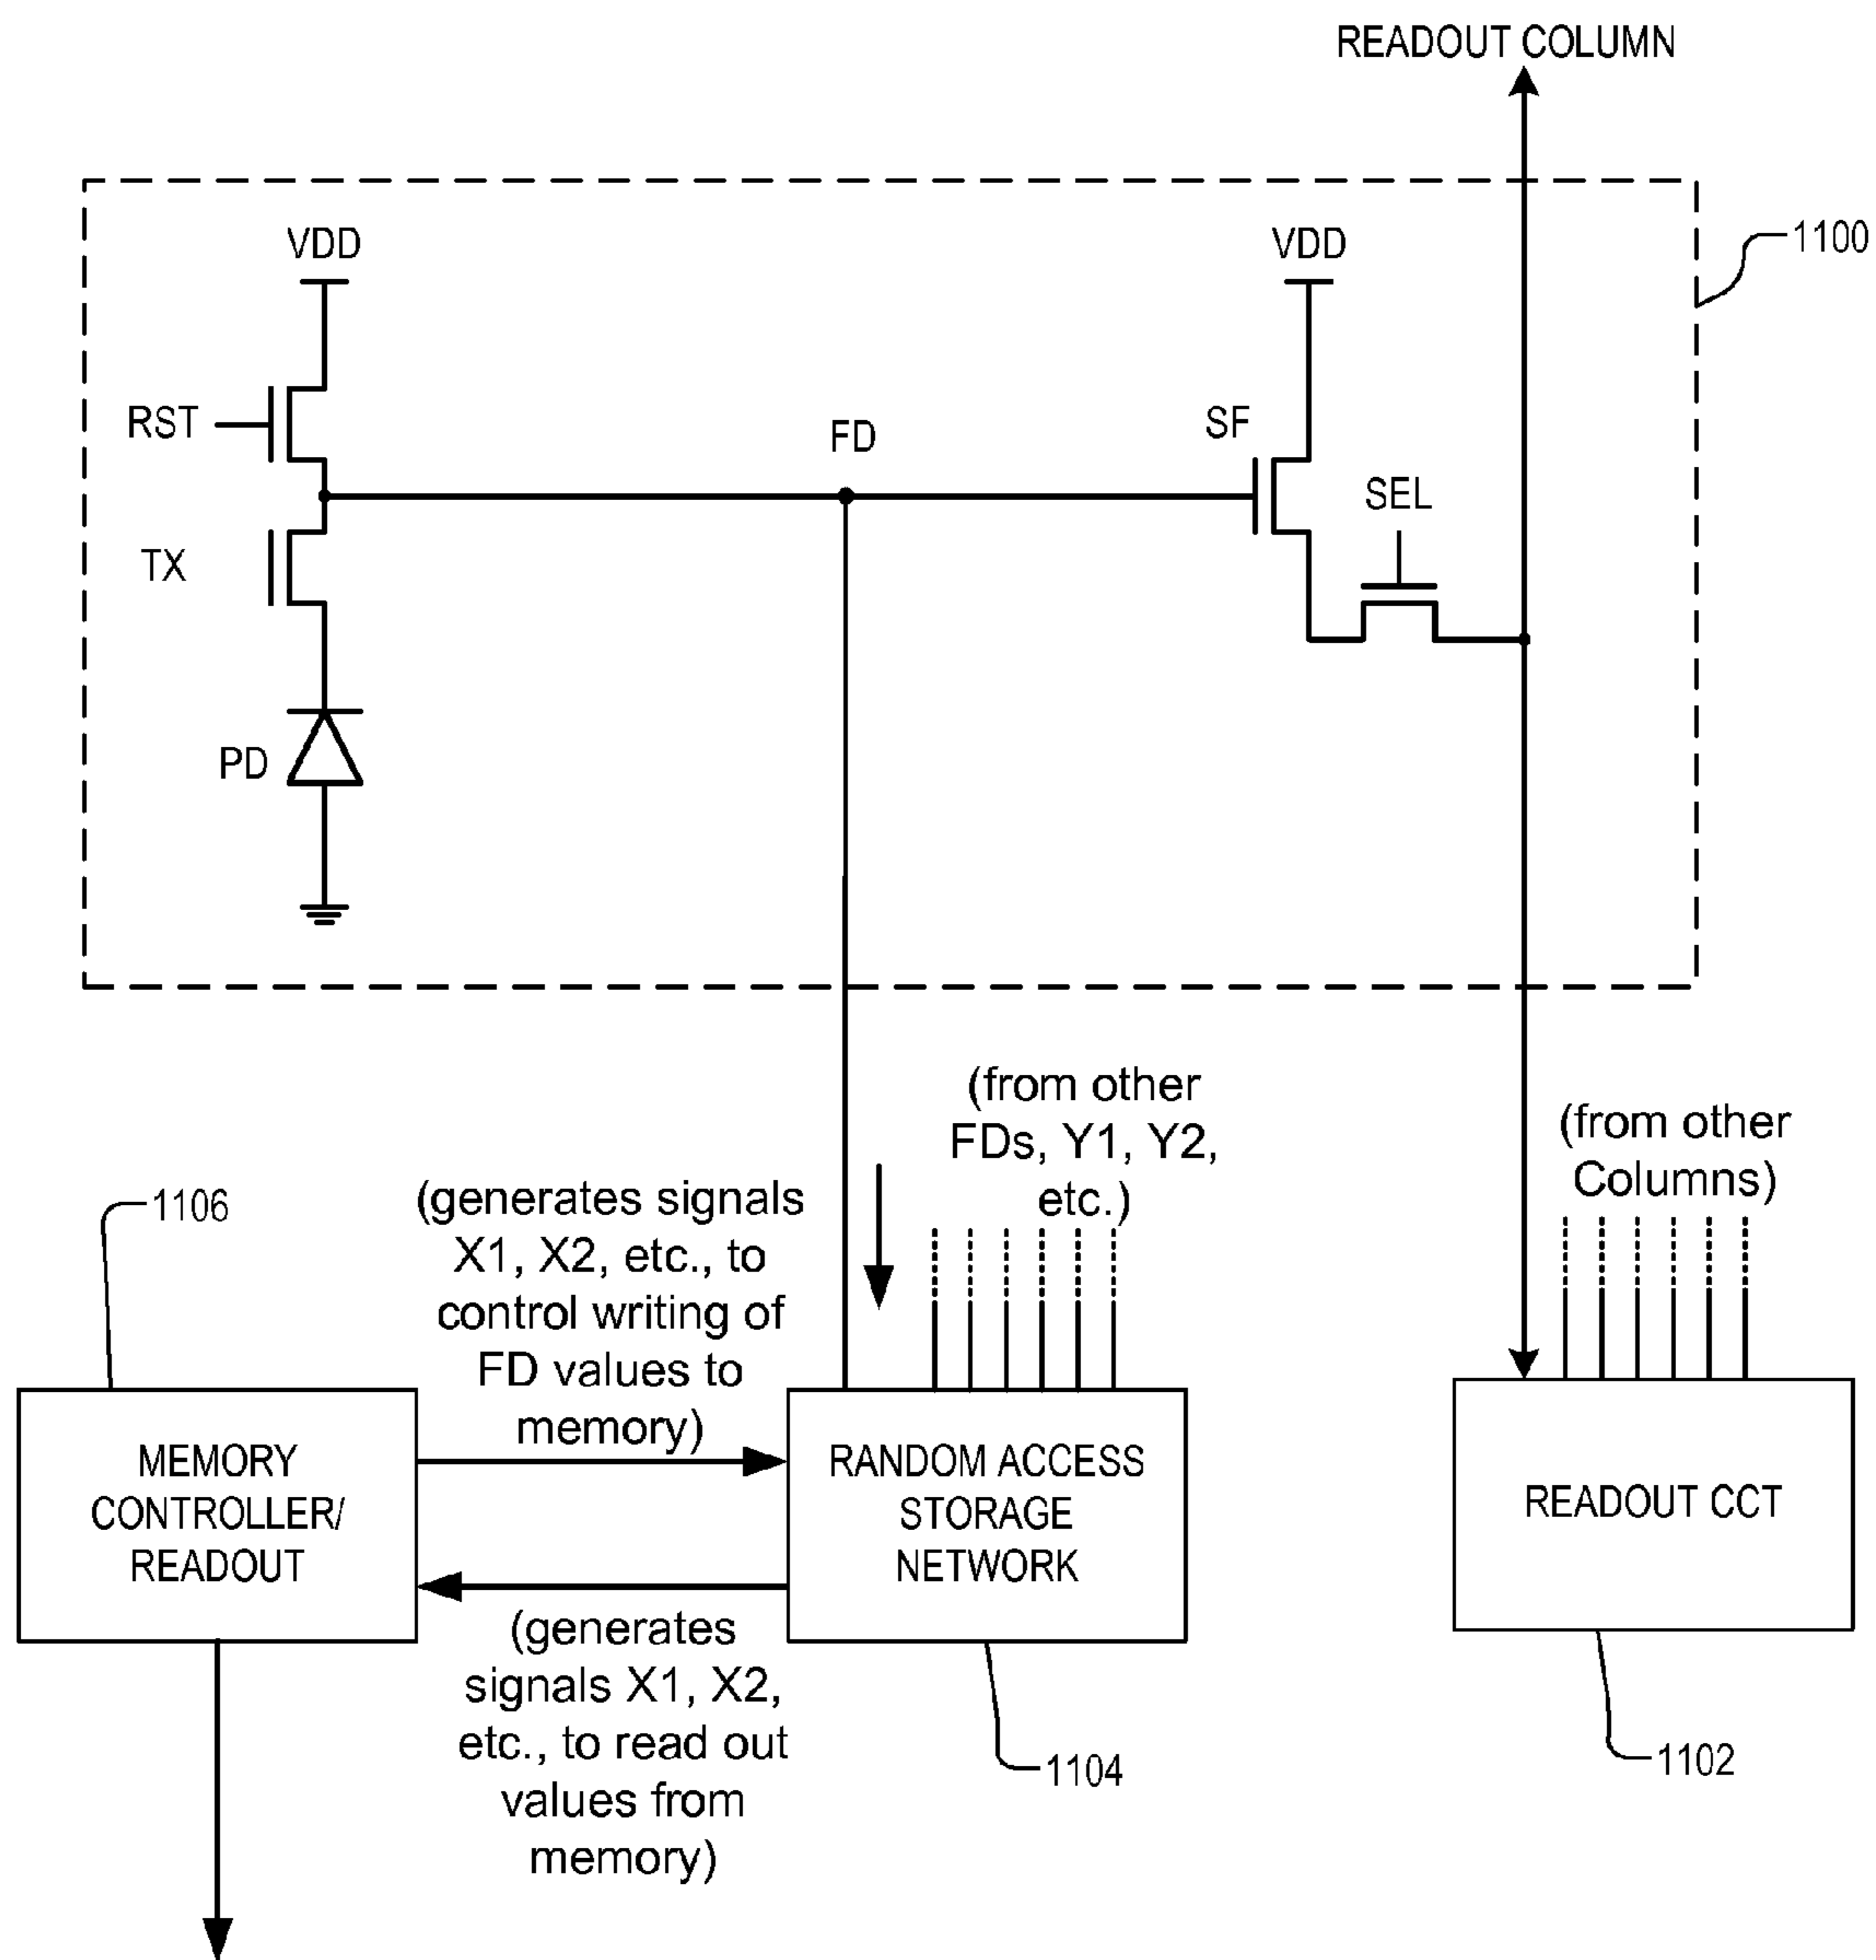 READOUT COLUMN
VDD
VDD
1100
RST
FD
SF
SEL
TX
PD
(from other
FDs, Y1, Y2,
etc.)
(from other
Columns)
1106
(generates signals
X1, X2, etc., to
control writing of
FD values to
memory)
MEMORY
CONTROLLER/
READOUT
RANDOM ACCESS
STORAGE
NETWORK
READOUT CCT
(generates
signals X1, X2,
etc., to read out
values from
memory)
1104
1102